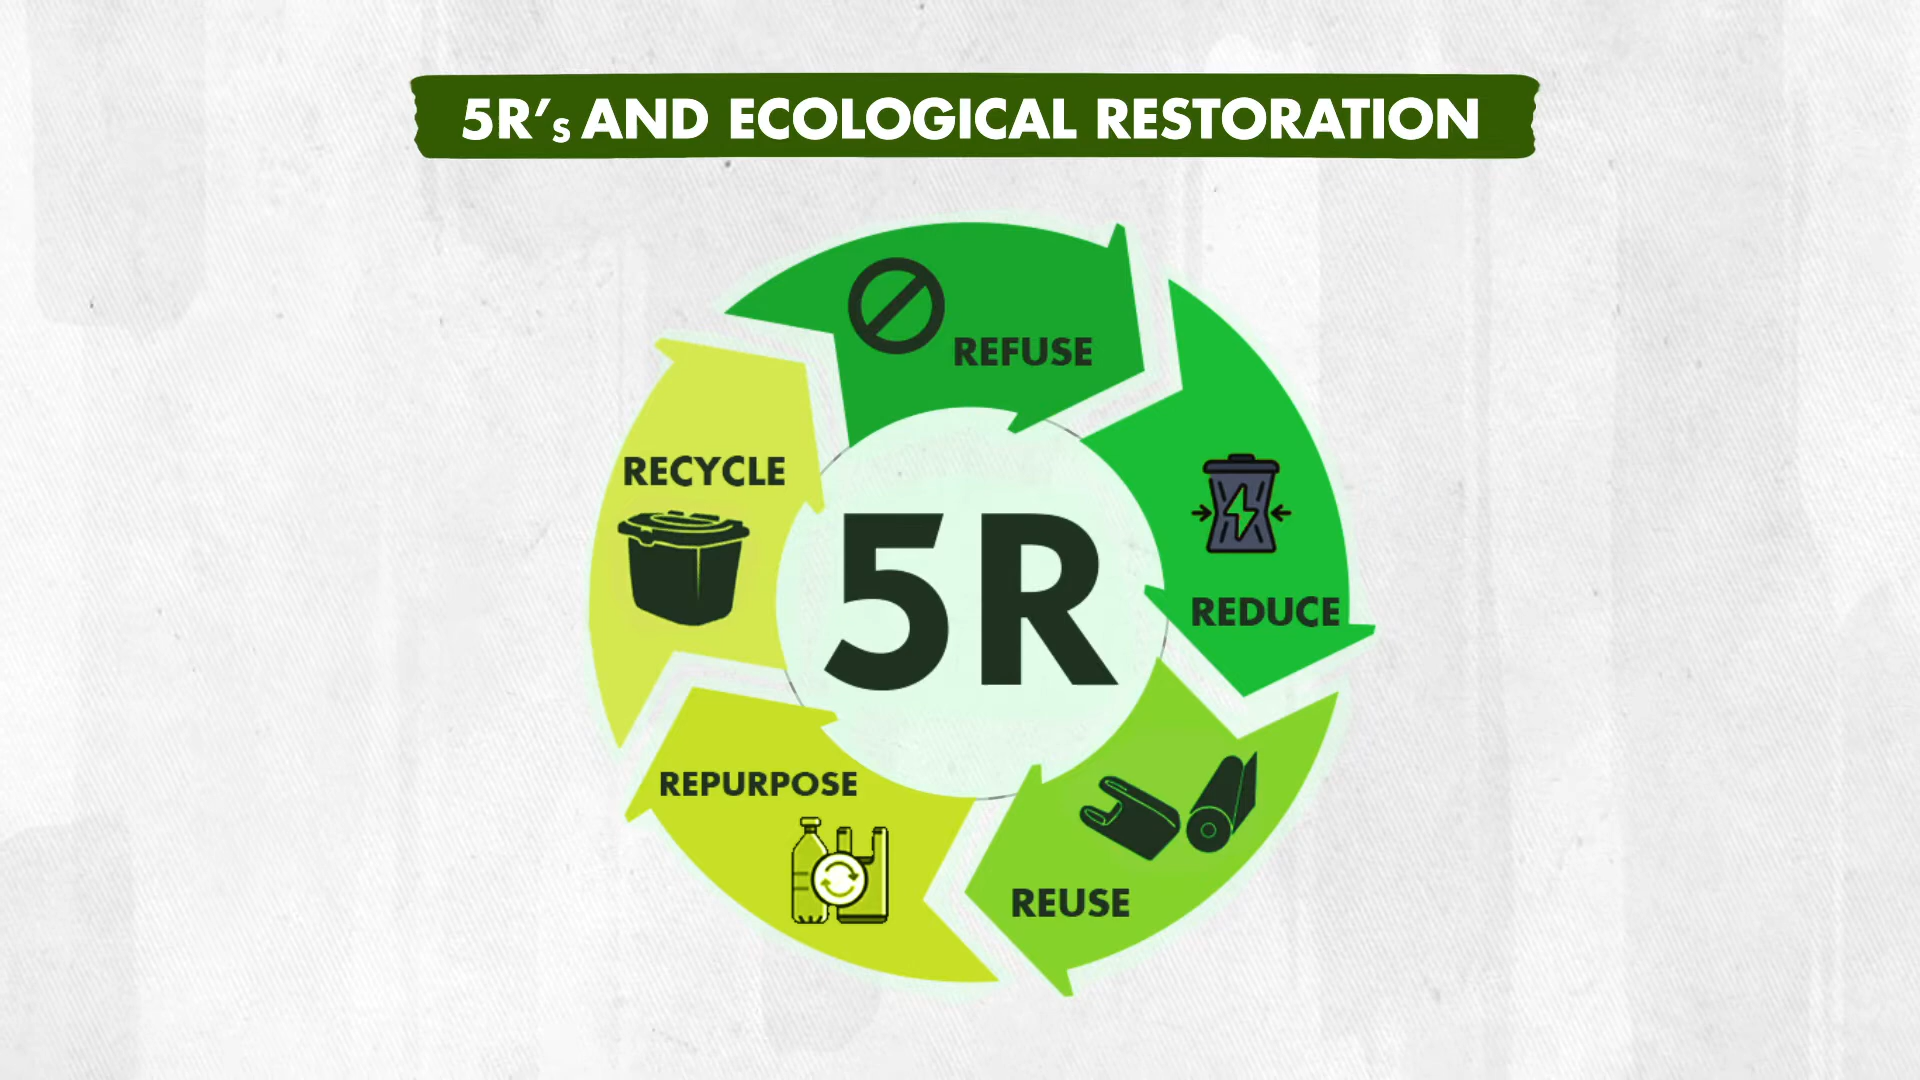 5R's AND ECOLOGICAL RESTORATION
REFUSE
REDUCE
REUSE
REPURPOSE
RECYCLE
5R